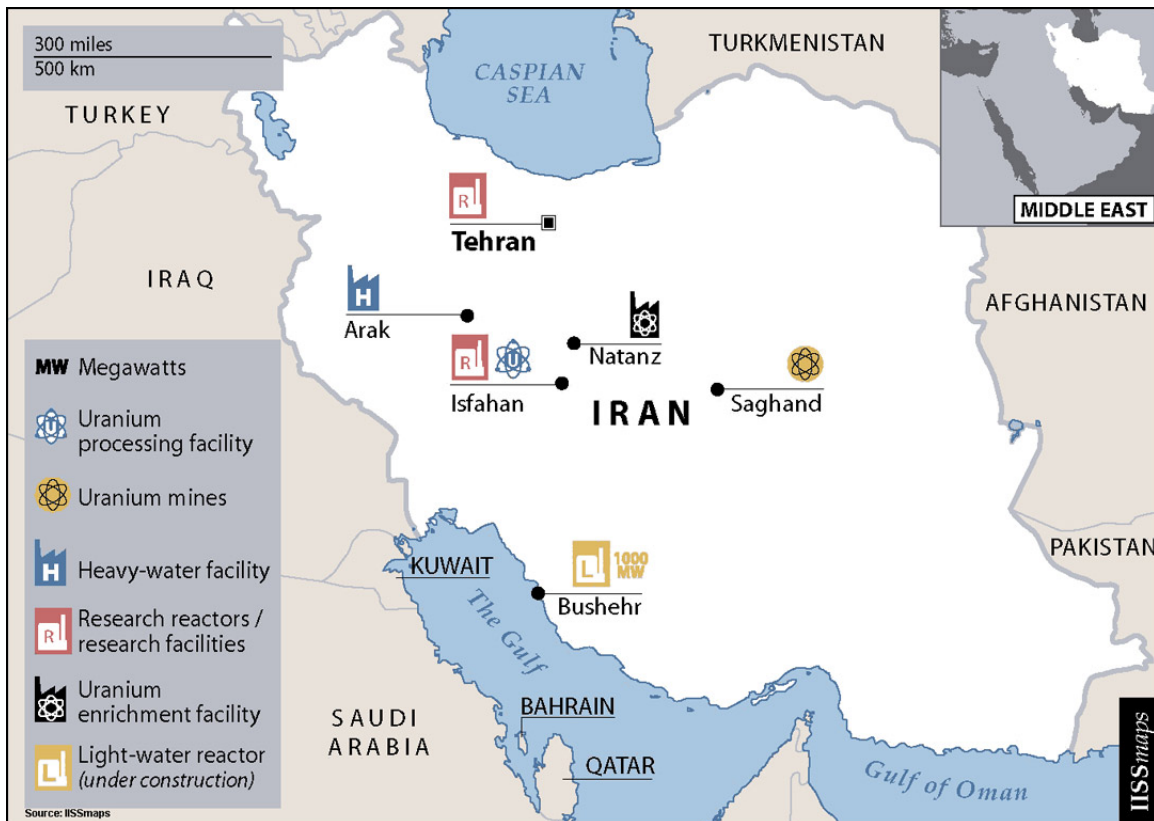 300 miles
500 km
TURKMENISTAN
CASPIAN
SEA
TURKEY
MIDDLE EAST
R
Tehran
IRAQ
AFGHANISTAN
H
Arak
Natanz
R
U
Isfahan
IRAN
Saghand
MW Megawatts
U
Uranium
processing facility
Uranium mines
H
Heavy-water facility
R
Research reactors /
research facilities
Uranium
enrichment facility
L
Light-water reactor
(under construction)
Source: IISSmaps
PAKISTAN
KUWAIT
L
1000
MW
Bushehr
The Gulf
SAUDI
ARABIA
BAHRAIN
QATAR
Gulf of Oman
IISSmaps